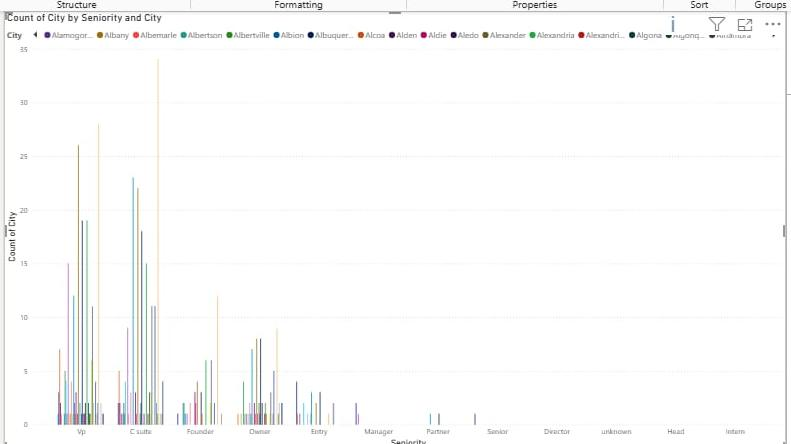 Structure Formatting Properties Sort Groups
Count of City by Seniority and City
City Alamogor... Albany Albemarle Albertson Albertville Albion Albuquer... Alcoa Alden Aldie Aledo Alexander Alexandria Alexandri... Algona Algonq... Alhambra
35
30
25
20
15
10
5
0
Count of City
Vp C suite Founder Owner Entry Manager Partner Senior Director unknown Head Intern
Seniority